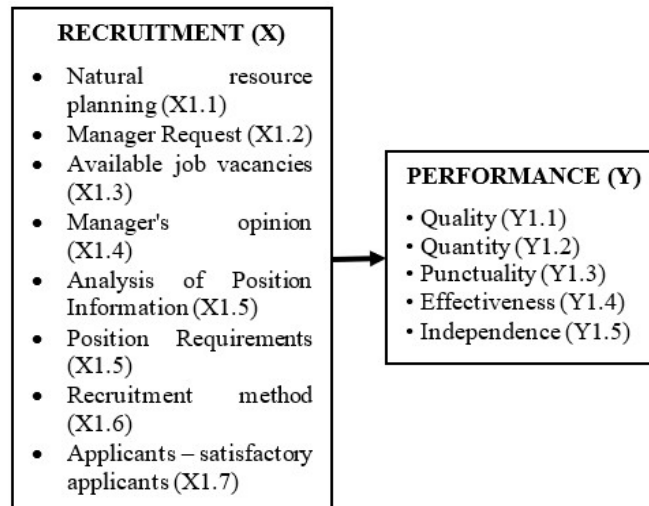 RECRUITMENT (X)
• Natural resource
planning (X1.1)
• Manager Request (X1.2)
• Available job vacancies
(X1.3)
• Manager's opinion
(X1.4)
• Analysis of Position
Information (X1.5)
• Position Requirements
(X1.5)
• Recruitment method
(X1.6)
• Applicants – satisfactory
applicants (X1.7)
PERFORMANCE (Y)
• Quality (Y1.1)
• Quantity (Y1.2)
• Punctuality (Y1.3)
• Effectiveness (Y1.4)
• Independence (Y1.5)